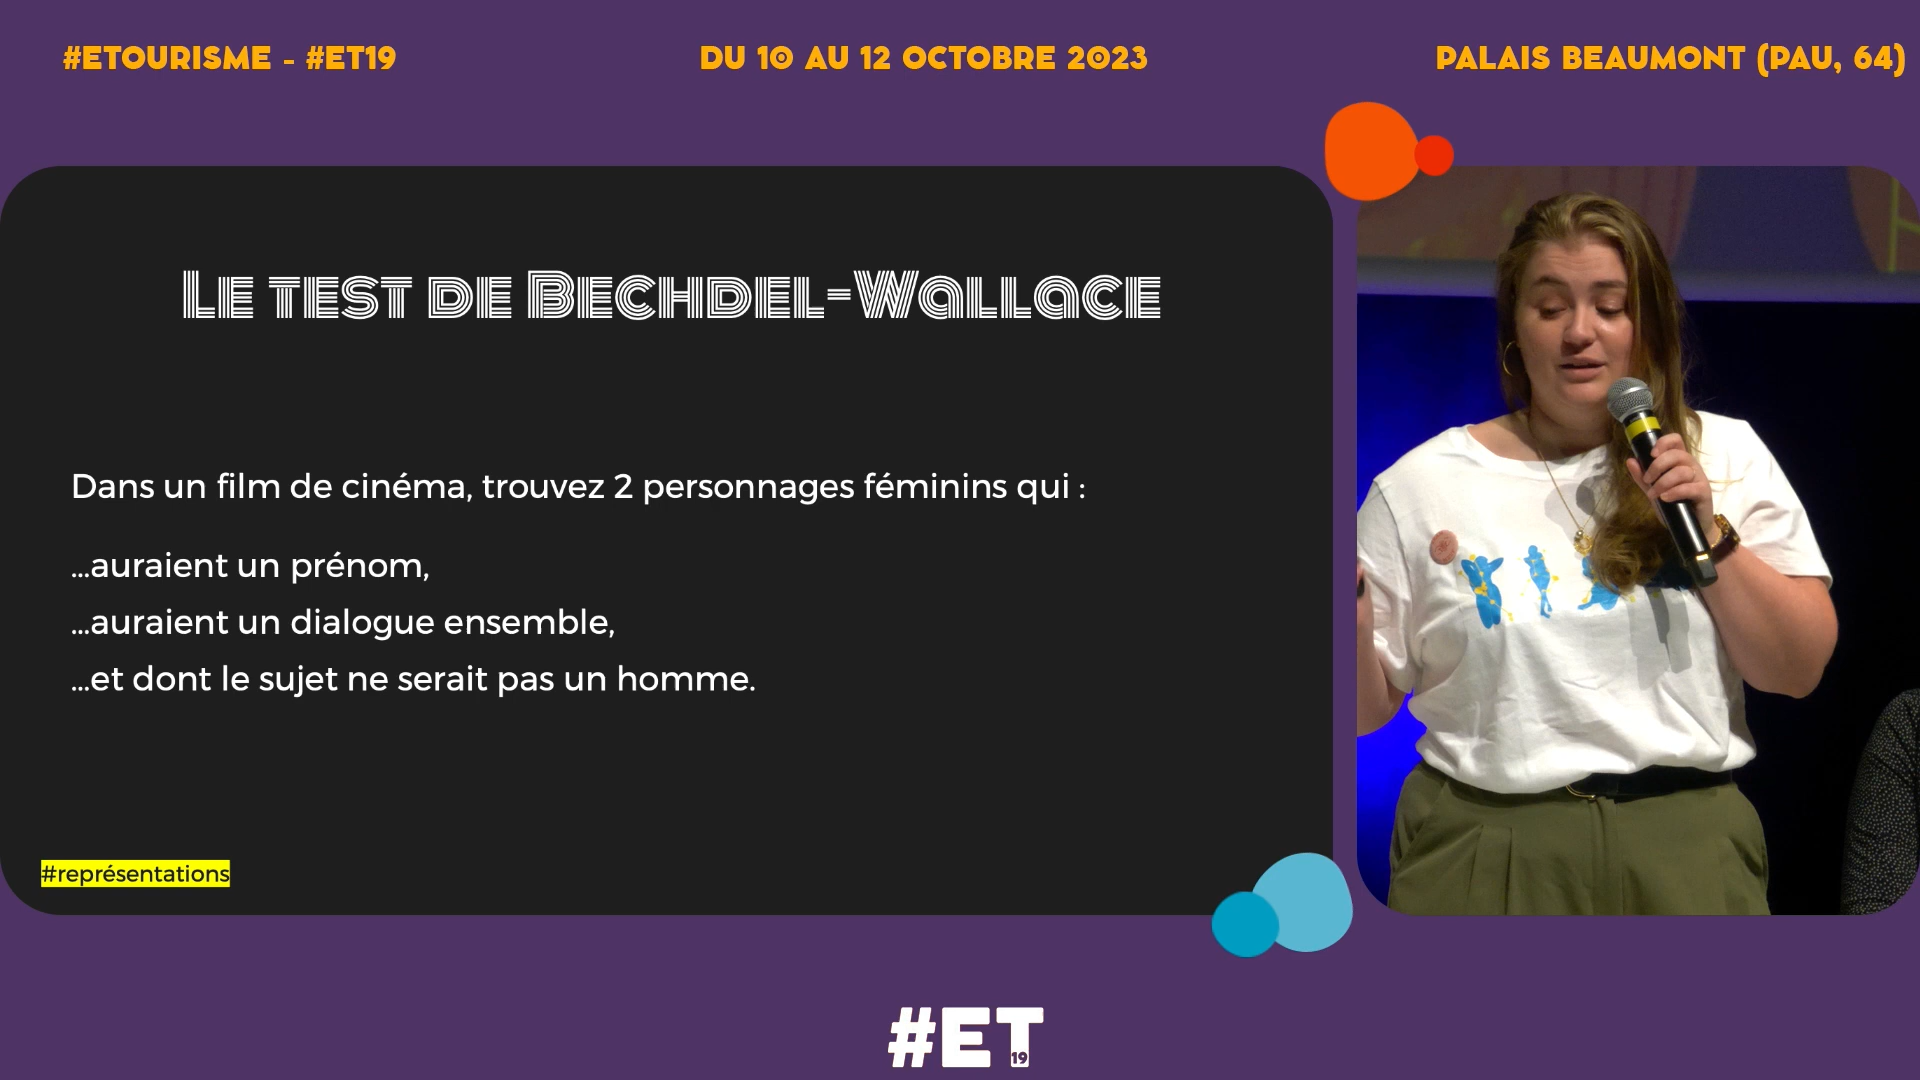 #ETOURISME - #ET19
DU 10 AU 12 OCTOBRE 2023
PALAIS BEAUMONT (PAU, 64)
Le test de Bechdel-Wallace
Dans un film de cinéma, trouvez 2 personnages féminins qui :
...auraient un prénom,
...auraient un dialogue ensemble,
...et dont le sujet ne serait pas un homme.
#représentations
#ET
19